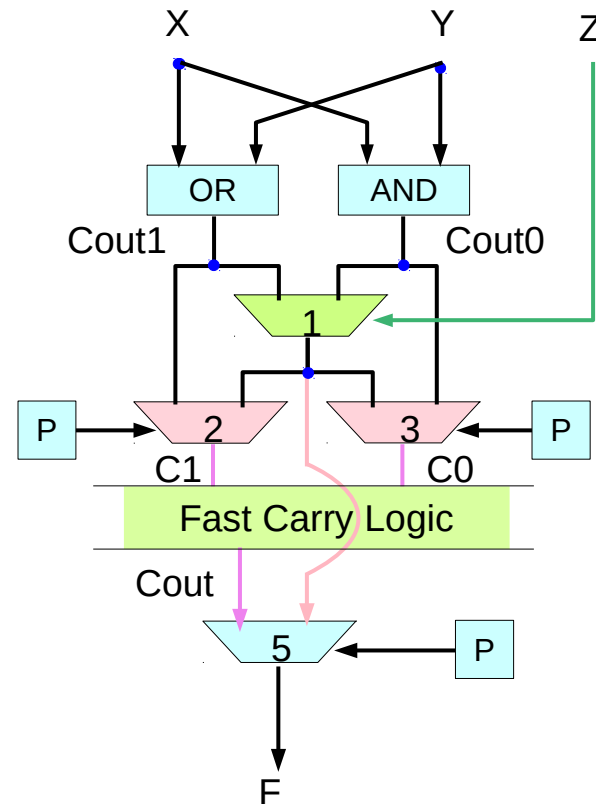 X Y Z
OR AND
Cout1 Cout0
1
P 2 3 P
C1 C0
Fast Carry Logic
Cout
5 P
F